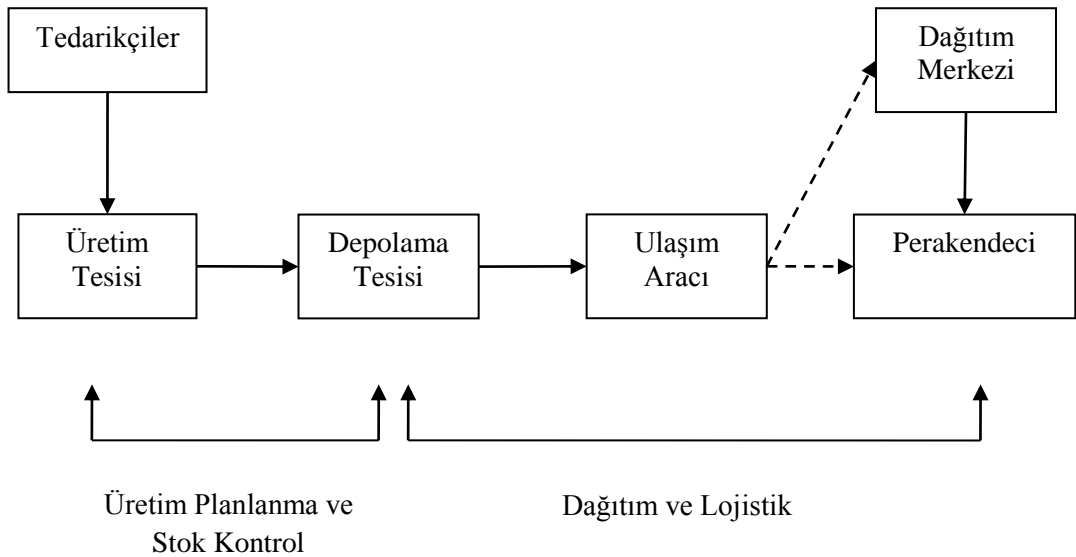 Tedarikçiler
Dağıtım
Merkezi
Üretim
Tesisi
Depolama
Tesisi
Ulaşım
Aracı
Perakendeci
Üretim Planlanma ve
Stok Kontrol
Dağıtım ve Lojistik